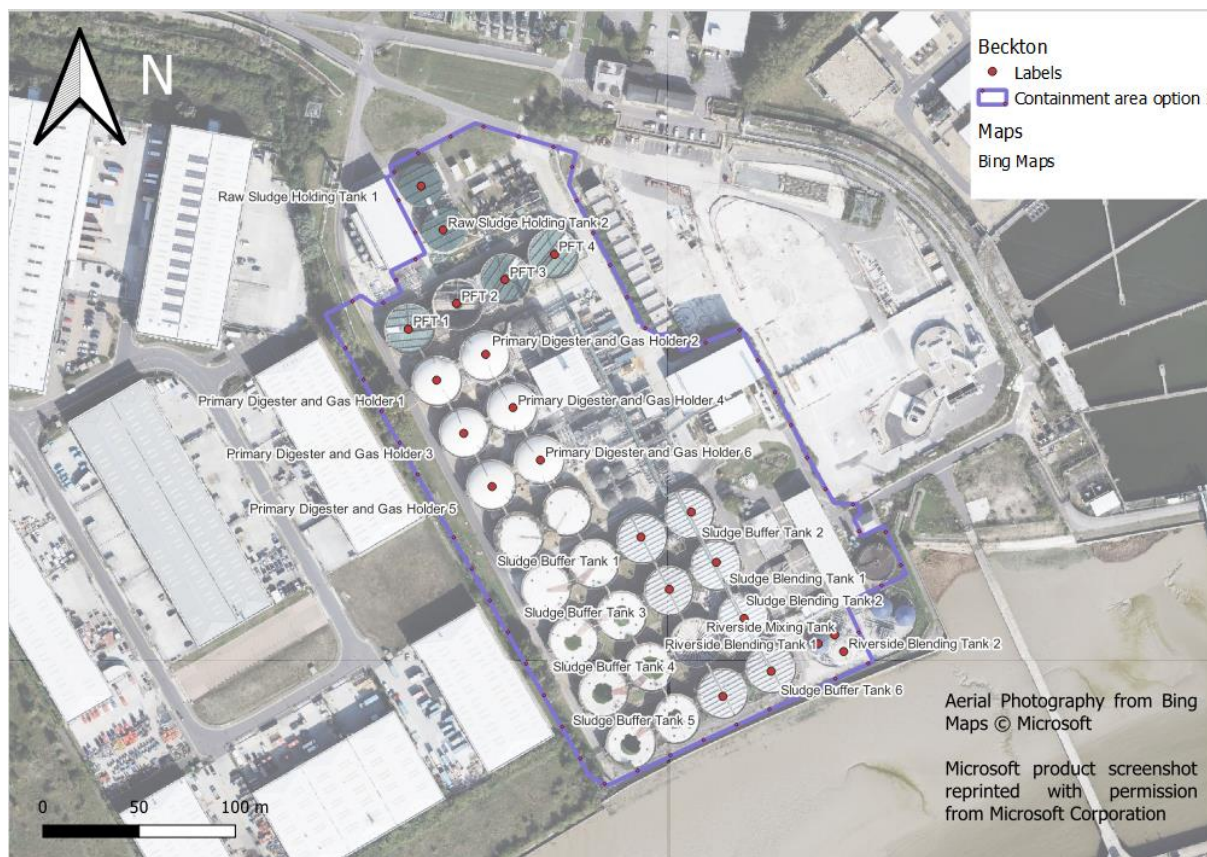 N
Beckton
Labels
Containment area option
Maps
Bing Maps
Raw Sludge Holding Tank 1
Raw Sludge Holding Tank 2
PFT 4
PFT 3
PFT 2
PFT 1
Primary Digester and Gas Holder 2
Primary Digester and Gas Holder 1
Primary Digester and Gas Holder 4
Primary Digester and Gas Holder 3
Primary Digester and Gas Holder 6
Primary Digester and Gas Holder 5
Sludge Buffer Tank 2
Sludge Buffer Tank 1
Sludge Blending Tank 1
Sludge Blending Tank 2
Sludge Buffer Tank 3
Riverside Mixing Tank
Riverside Blending Tank 1
Riverside Blending Tank 2
Sludge Buffer Tank 4
Sludge Buffer Tank 6
Sludge Buffer Tank 5
Aerial Photography from Bing
Maps © Microsoft
Microsoft product screenshot
reprinted with permission
from Microsoft Corporation
0 50 100 m